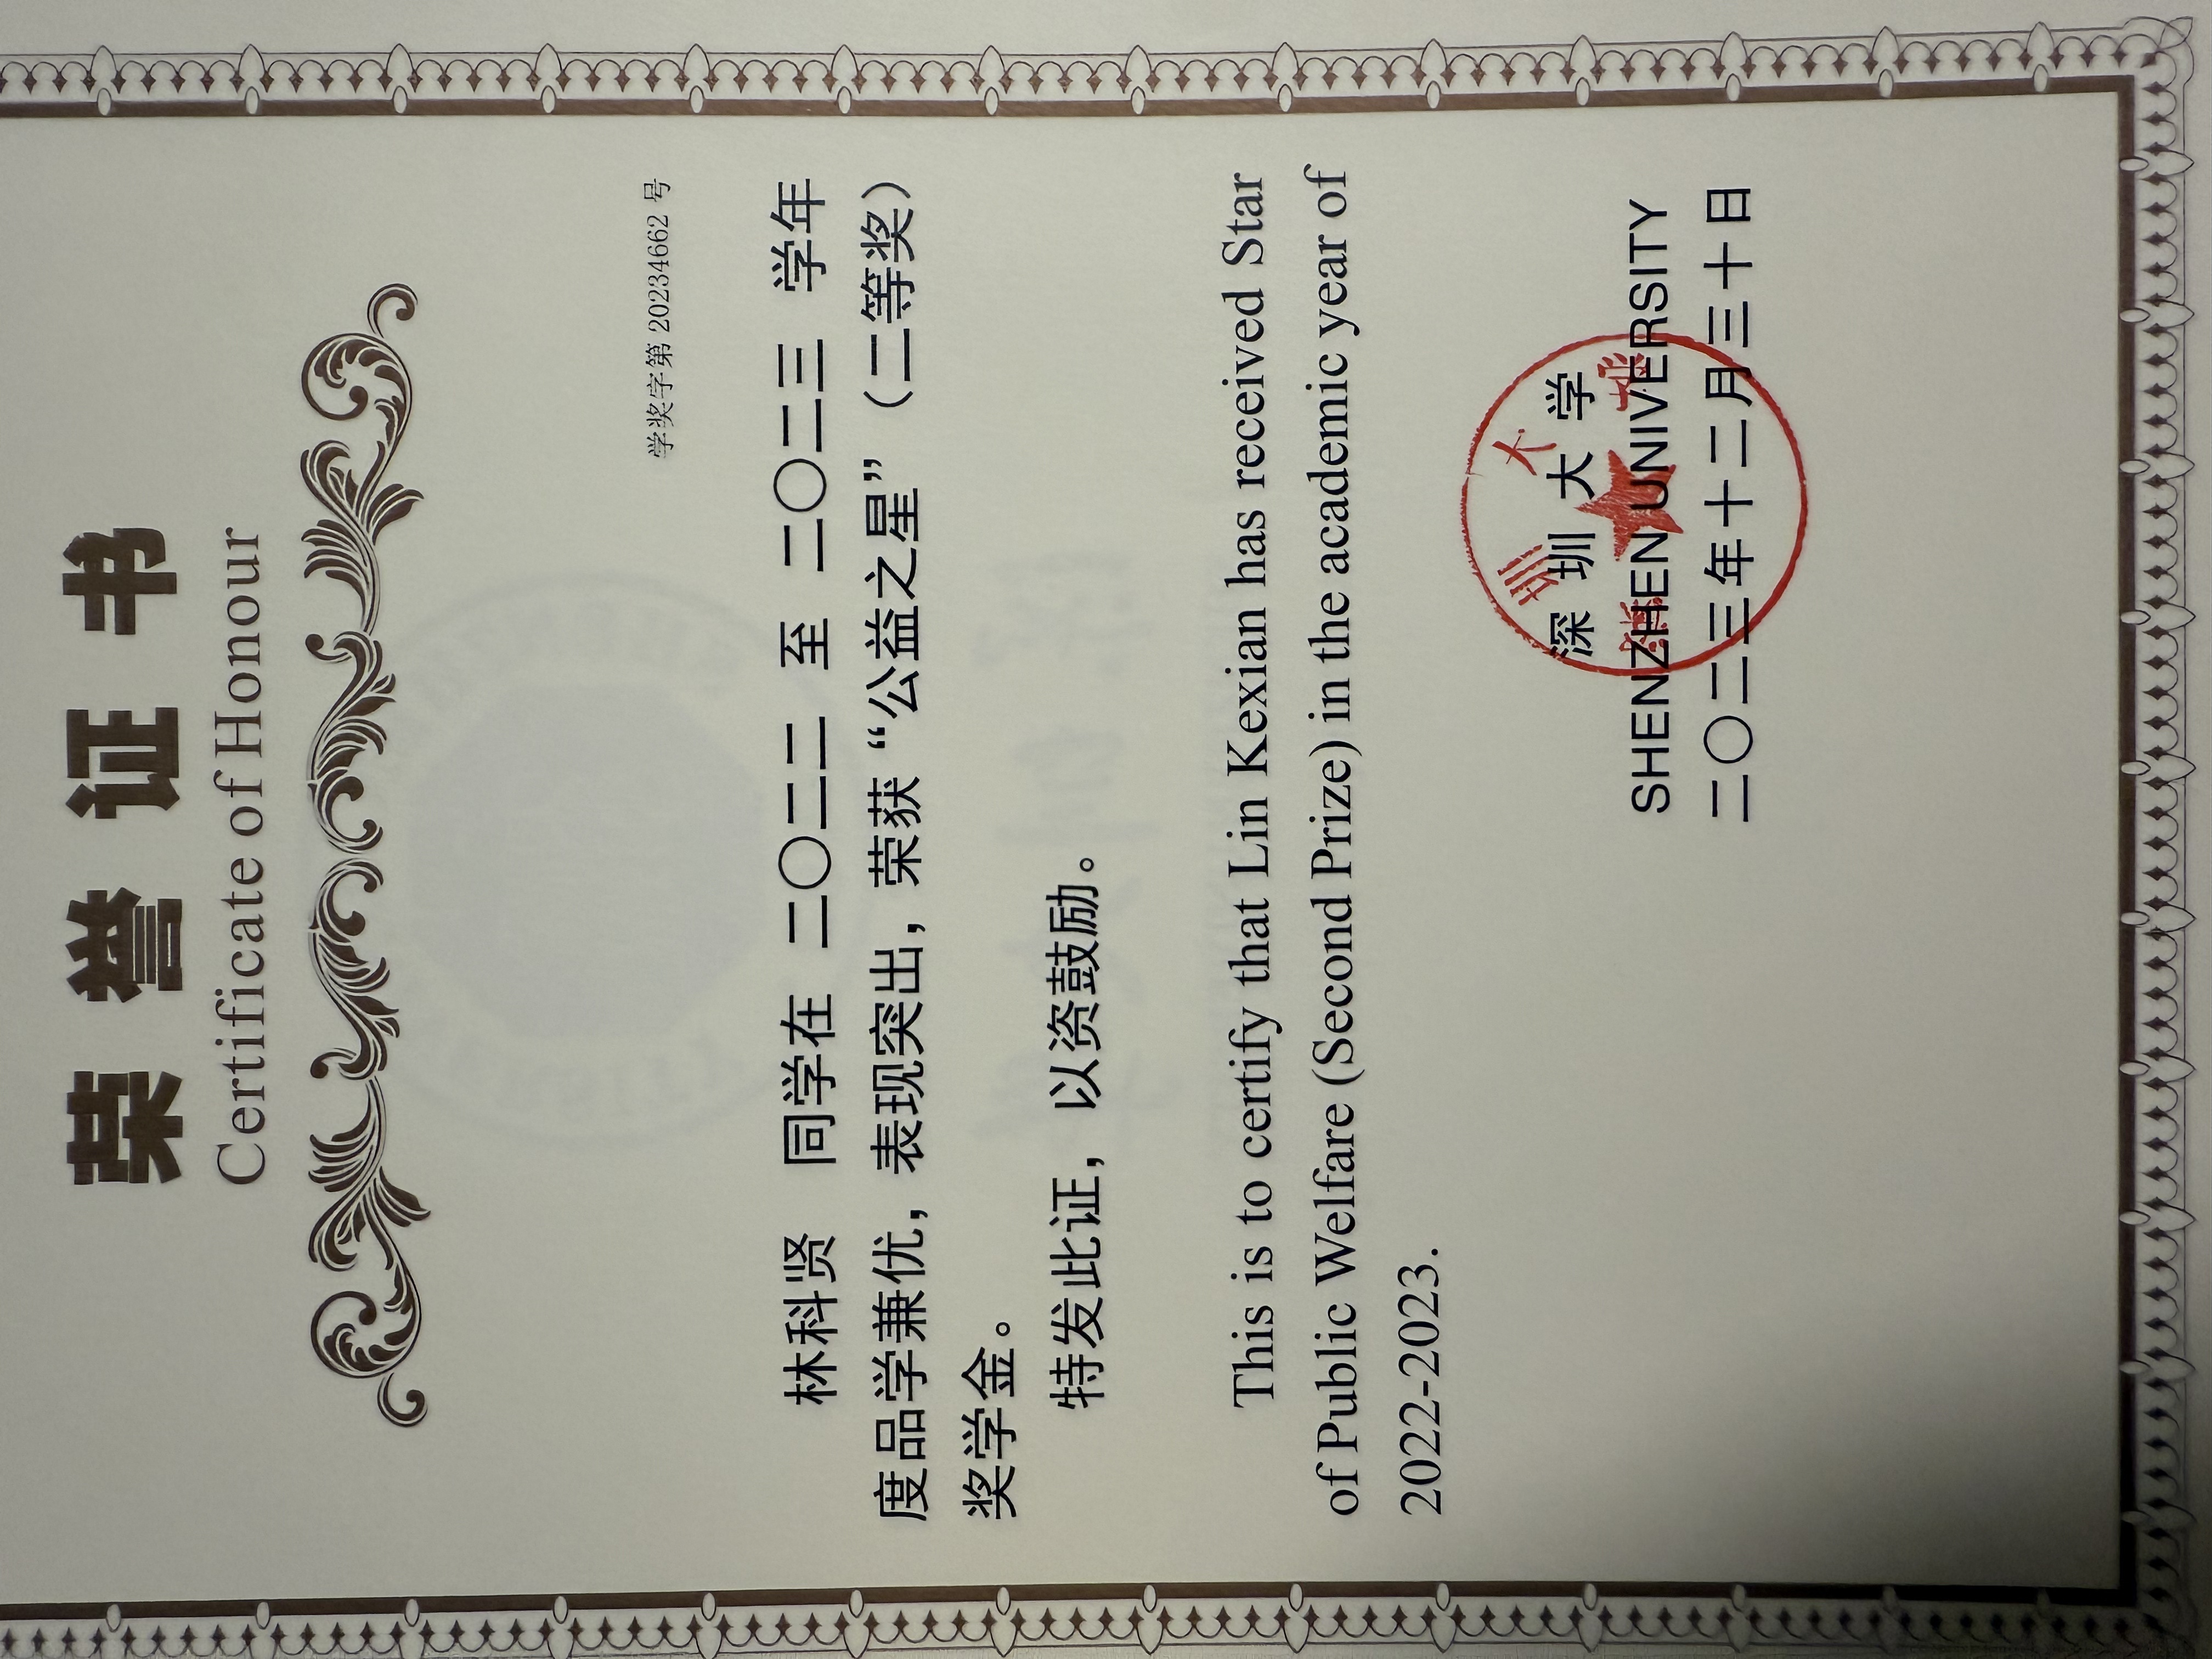 荣誉证书
Certificate of Honour
学奖字第 20234662 号
林科贤 同学在 二〇二二 至 二〇二三 学年
度品学兼优，表现突出，荣获“公益之星”（二等奖）
奖学金。
特发此证，以资鼓励。
This is to certify that Lin Kexian has received Star
of Public Welfare (Second Prize) in the academic year of
2022-2023.
深圳大学
深圳大学
SHENZHEN UNIVERSITY
二〇二三年十二月三十日